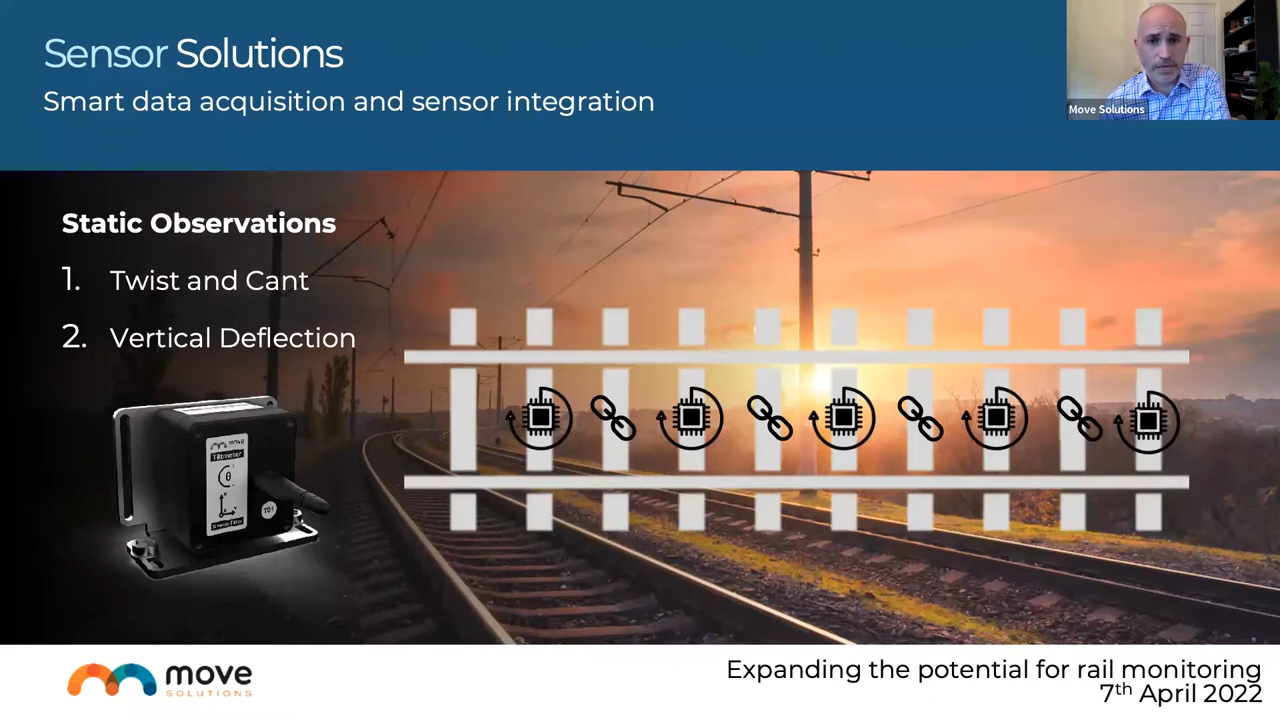 Sensor Solutions
Smart data acquisition and sensor integration
Move Solutions
Static Observations
1. Twist and Cant
2. Vertical Deflection
move
Tiltmeter
θ
T01
move
SOLUTIONS
Expanding the potential for rail monitoring
7th April 2022